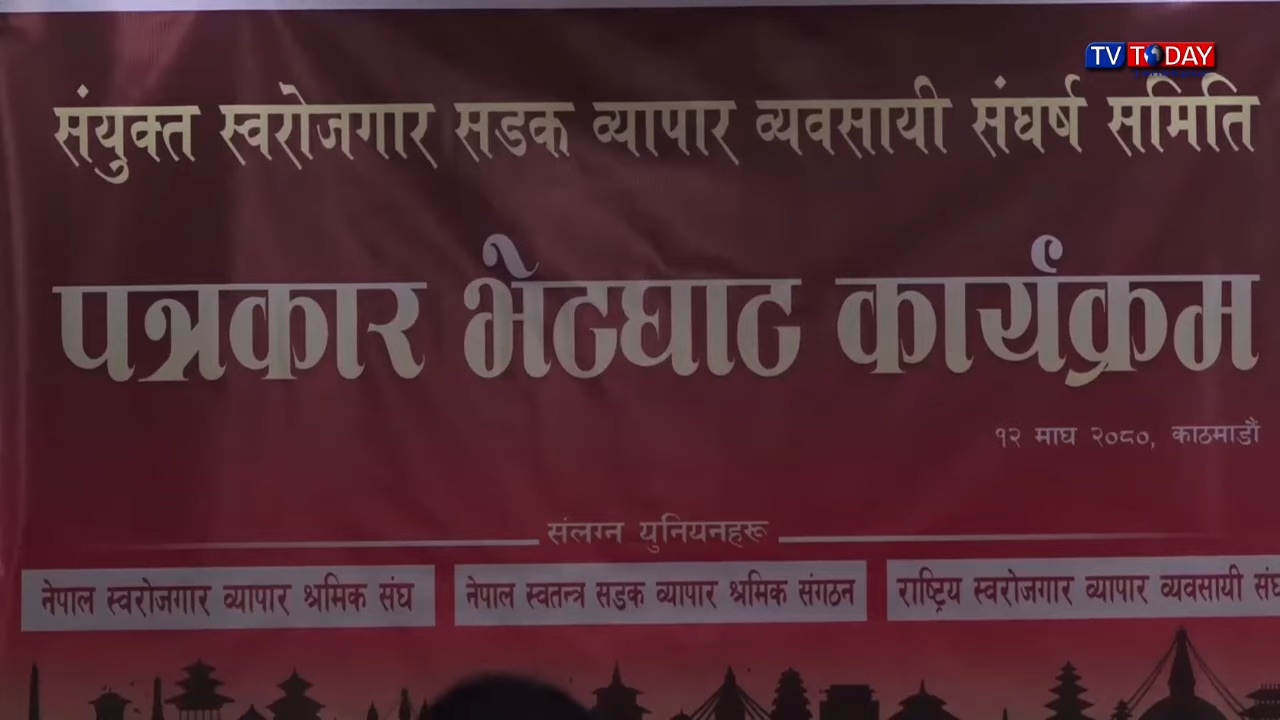 TV TODAY
संयुक्त स्वरोजगार सडक व्यापार व्यवसायी संघर्ष समिति
पत्रकार भेटघाट कार्यक्रम
१२ माघ २०८०, काठमाडौं
संलग्न युनियनहरू
नेपाल स्वरोजगार व्यापार श्रमिक संघ
नेपाल स्वतन्त्र सडक व्यापार श्रमिक संगठन
राष्ट्रिय स्वरोजगार व्यापार व्यवसायी संघ